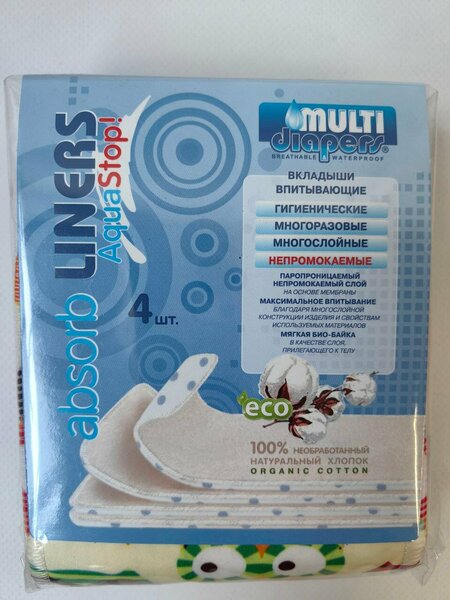 absorb LINERS
AquaStop!
4 шт.
MULTI
diapers®
BREATHABLE & WATERPROOF
ВКЛАДЫШИ
ВПИТЫВАЮЩИЕ
ГИГИЕНИЧЕСКИЕ
МНОГОРАЗОВЫЕ
МНОГОСЛОЙНЫЕ
НЕПРОМОКАЕМЫЕ
ПАРОПРОНИЦАЕМЫЙ
НЕПРОМОКАЕМЫЙ СЛОЙ
НА ОСНОВЕ МЕМБРАНЫ
МАКСИМАЛЬНОЕ ВПИТЫВАНИЕ
БЛАГОДАРЯ МНОГОСЛОЙНОЙ
КОНСТРУКЦИИ ИЗДЕЛИЯ И СВОЙСТВАМ
ИСПОЛЬЗУЕМЫХ МАТЕРИАЛОВ
МЯГКАЯ БИО-БАЙКА
В КАЧЕСТВЕ СЛОЯ,
ПРИЛЕГАЮЩЕГО К ТЕЛУ
eco
100% НЕОБРАБОТАННЫЙ
НАТУРАЛЬНЫЙ ХЛОПОК
ORGANIC COTTON